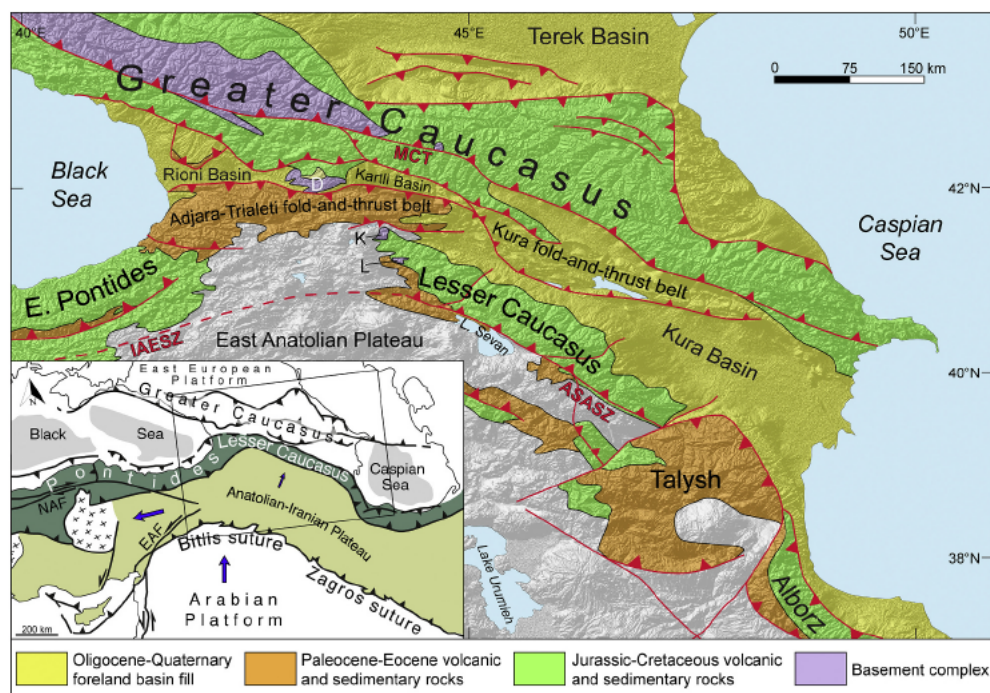 40°E
45°E
50°E
Terek Basin
0 75 150 km
Greater Caucasus
MCT
Black
Sea
Rioni Basin
D
Kartli Basin
42°N
Adjara-Trialeti fold-and-thrust belt
Caspian
Sea
K
L
Kura fold-and-thrust belt
E. Pontides
Lesser Caucasus
IAESZ
East Anatolian Plateau
L. Sevan
Kura Basin
40°N
ASASZ
Talysh
Lake Urumieh
38°N
Alborz
East European
Platform
N
Greater Caucasus
Black Sea
Lesser Caucasus
Caspian
Sea
Pontides
NAF
Anatolian-Iranian Plateau
EAF
Bitlis suture
Zagros suture
Arabian
Platform
200 km
Oligocene-Quaternary
foreland basin fill
Paleocene-Eocene volcanic
and sedimentary rocks
Jurassic-Cretaceous volcanic
and sedimentary rocks
Basement complex